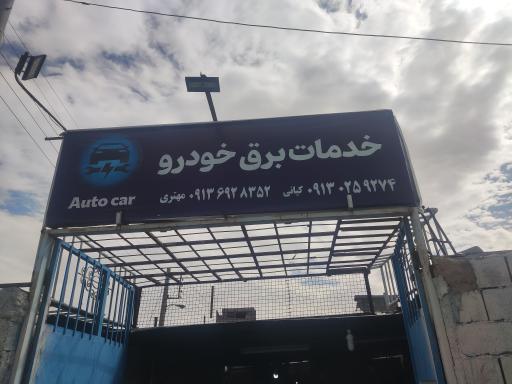 خدمات برق خودرو
۰۹۱۳ ۰۲۵ ۹۲۷۴ کیانی ۰۹۱۳ ۶۹۲ ۸۳۵۲ مهتری
Auto car